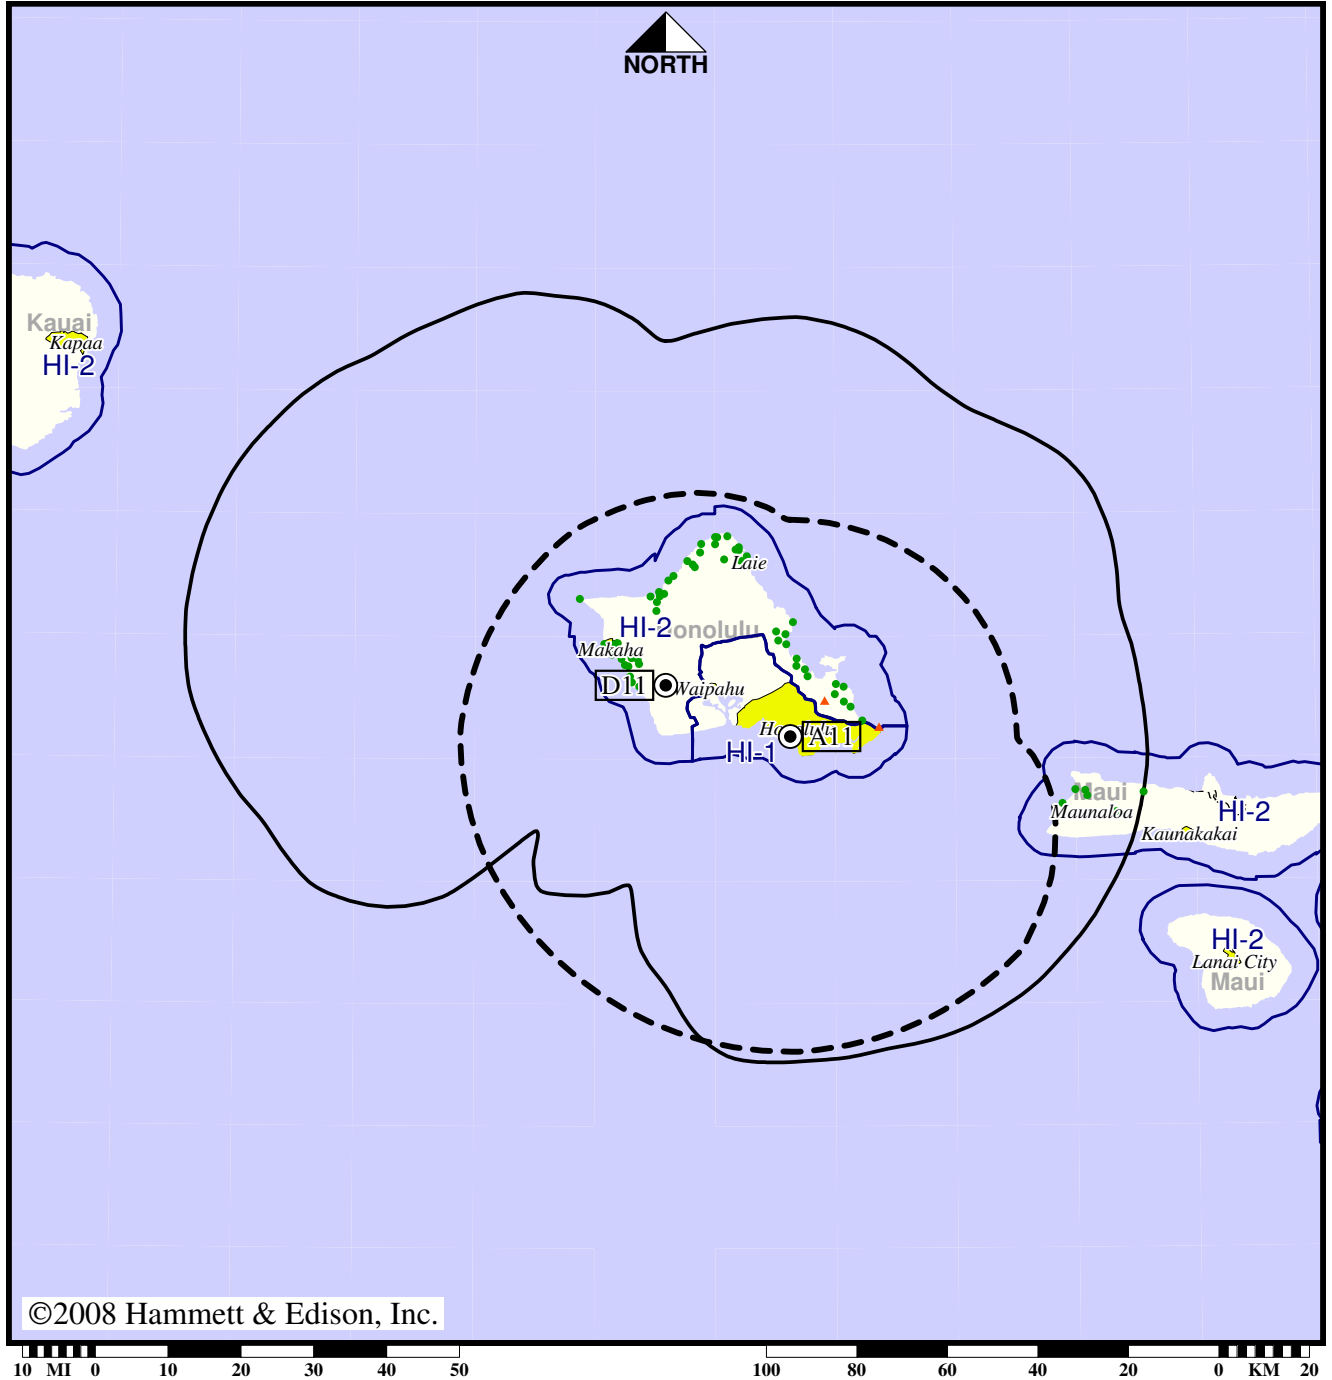 NORTH
Kauai
Kapaa
HI-2
Laie
HI-2
onolulu
Makaha
D11
Waipahu
A11
HI-1
Maui
Maunaloa
HI-2
Kaunakakai
HI-2
Lanai City
Maui
©2008 Hammett & Edison, Inc.
10 MI 0 10 20 30 40 50 100 80 60 40 20 0 KM 20